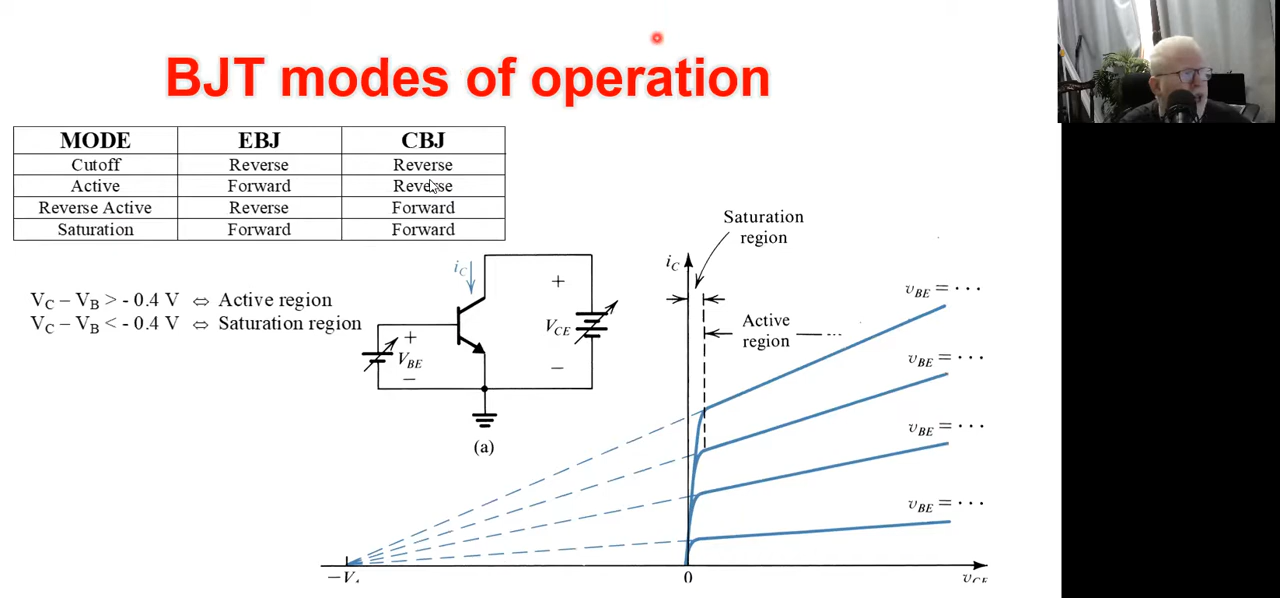 BJT modes of operation
MODE EBJ CBJ
Cutoff Reverse Reverse
Active Forward Reverse
Reverse Active Reverse Forward
Saturation Forward Forward
V_C – V_B > - 0.4 V ⇔ Active region
V_C – V_B < - 0.4 V ⇔ Saturation region
i_C
+
V_CE
–
+
V_BE
–
(a)
Saturation
region
i_C
Active
region
v_BE = · · ·
v_BE = · · ·
v_BE = · · ·
v_BE = · · ·
0
v_CE